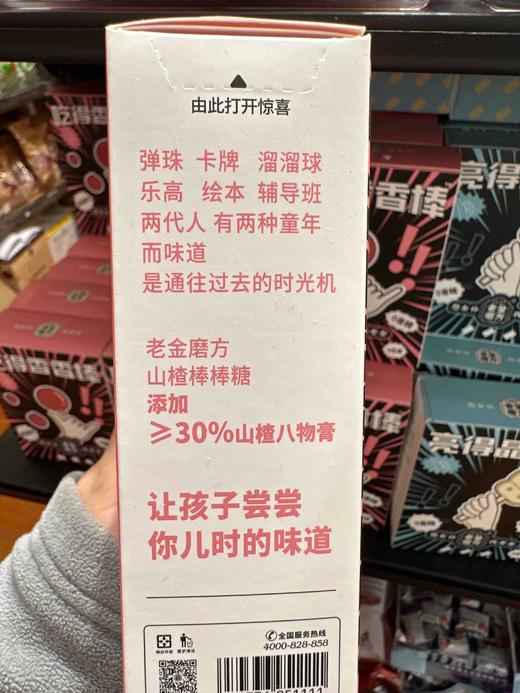 由此打开惊喜
弹珠 卡牌 溜溜球
乐高 绘本 辅导班
两代人 有两种童年
而味道
是通往过去的时光机
老金磨方
山楂棒棒糖
添加
≥30%山楂八物膏
让孩子尝尝
你儿时的味道
全国服务热线
4000-828-858